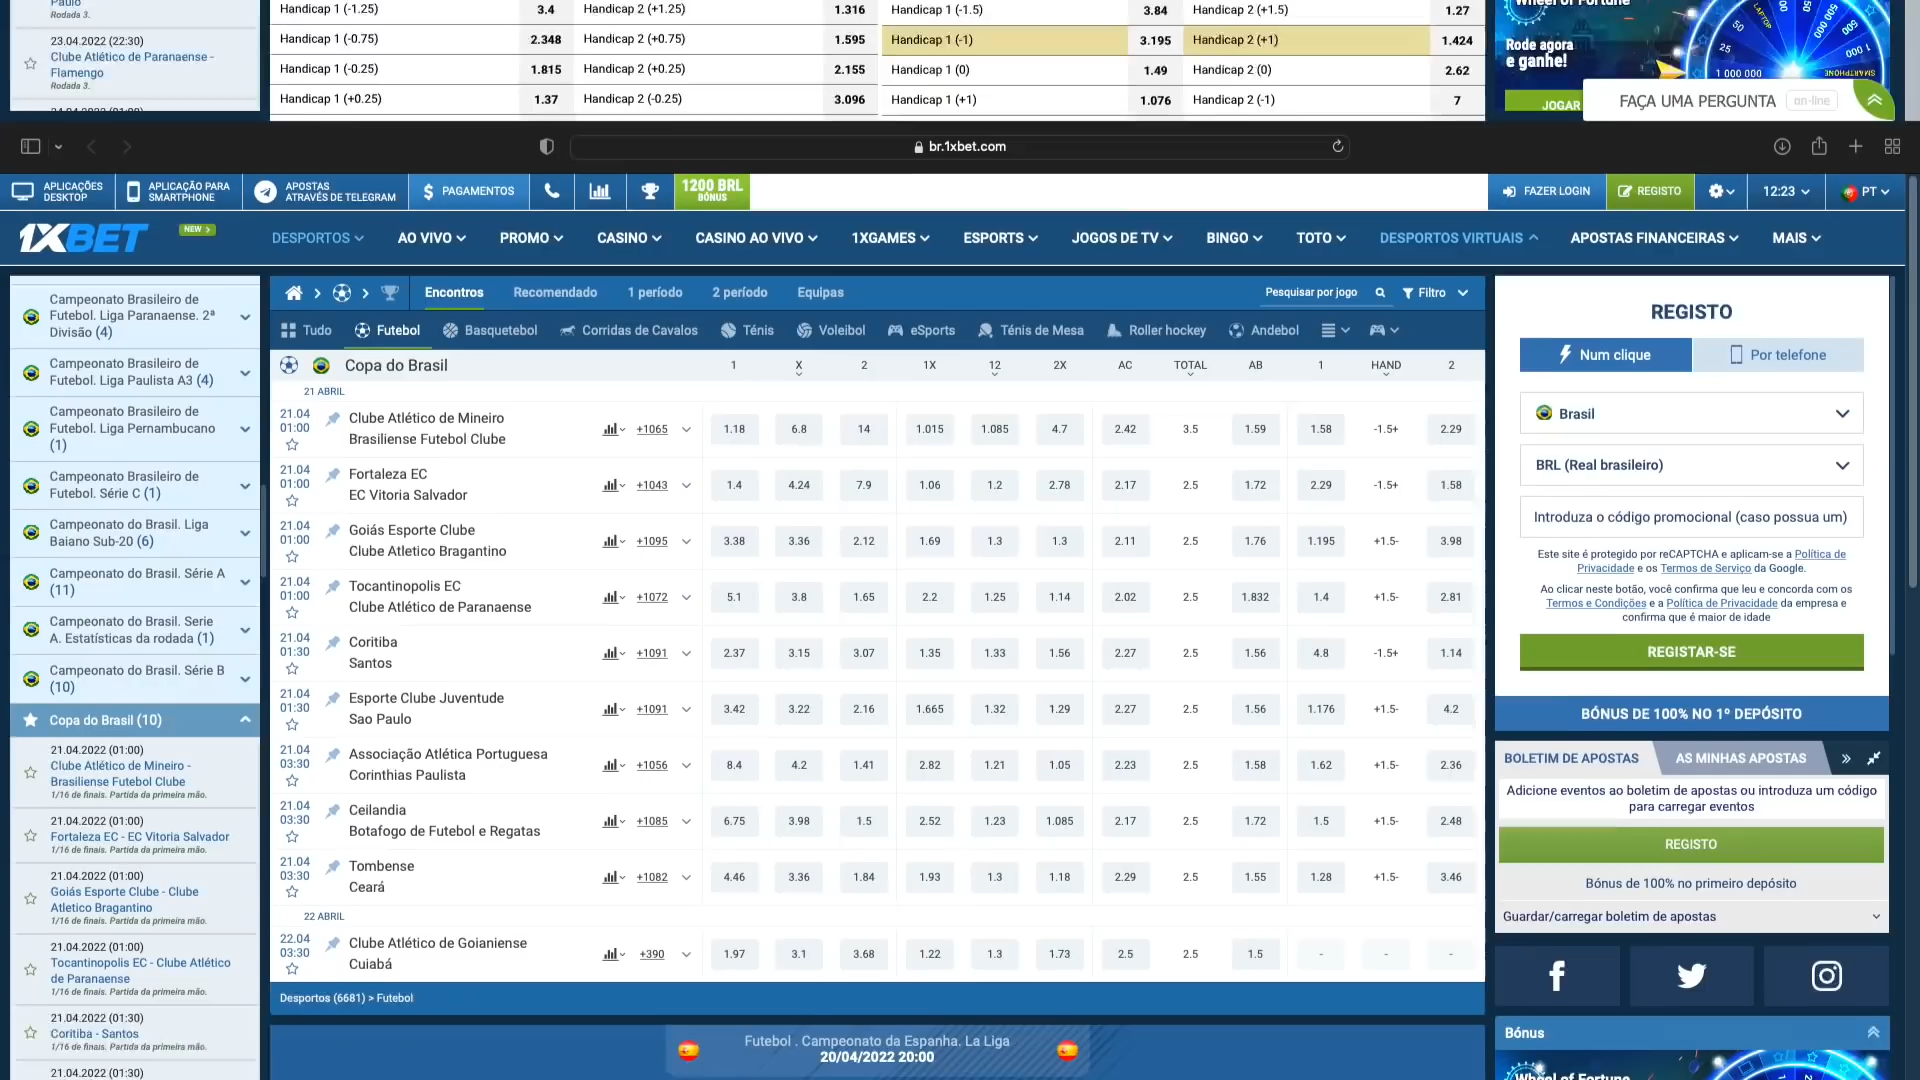 Paulo
Rodada 3.
23.04.2022 (22:30)
Clube Atlético de Paranaense -
Flamengo
Rodada 3.
Handicap 1 (-1.25) 3.4 Handicap 2 (+1.25) 1.316 Handicap 1 (-1.5) 3.84 Handicap 2 (+1.5) 1.27
Handicap 1 (-0.75) 2.348 Handicap 2 (+0.75) 1.595 Handicap 1 (-1) 3.195 Handicap 2 (+1) 1.424
Handicap 1 (-0.25) 1.815 Handicap 2 (+0.25) 2.155 Handicap 1 (0) 1.49 Handicap 2 (0) 2.62
Handicap 1 (+0.25) 1.37 Handicap 2 (-0.25) 3.096 Handicap 1 (+1) 1.076 Handicap 2 (-1) 7
Wheel of Fortune
Rode agora
e ganhe!
JOGAR
1 000 000
SMARTPHONE
LAPTOP
50
25
FAÇA UMA PERGUNTA on-line
br.1xbet.com
APLICAÇÕES
DESKTOP
APLICAÇÃO PARA
SMARTPHONE
APOSTAS
ATRAVÉS DE TELEGRAM
PAGAMENTOS
1200 BRL
BÓNUS
FAZER LOGIN
REGISTO
12:23
PT
1XBET
NEW >
DESPORTOS AO VIVO PROMO CASINO CASINO AO VIVO 1XGAMES ESPORTS JOGOS DE TV BINGO TOTO DESPORTOS VIRTUAIS APOSTAS FINANCEIRAS MAIS
Campeonato Brasileiro de
Futebol. Liga Paranaense. 2ª
Divisão (4)
Campeonato Brasileiro de
Futebol. Liga Paulista A3 (4)
Campeonato Brasileiro de
Futebol. Liga Pernambucano
(1)
Campeonato Brasileiro de
Futebol. Série C (1)
Campeonato do Brasil. Liga
Baiano Sub-20 (6)
Campeonato do Brasil. Série A
(11)
Campeonato do Brasil. Serie
A. Estatísticas da rodada (1)
Campeonato do Brasil. Série B
(10)
Copa do Brasil (10)
21.04.2022 (01:00)
Clube Atlético de Mineiro -
Brasiliense Futebol Clube
1/16 de finais. Partida da primeira mão.
21.04.2022 (01:00)
Fortaleza EC - EC Vitoria Salvador
1/16 de finais. Partida da primeira mão.
21.04.2022 (01:00)
Goiás Esporte Clube - Clube
Atletico Bragantino
1/16 de finais. Partida da primeira mão.
21.04.2022 (01:00)
Tocantinopolis EC - Clube Atlético
de Paranaense
1/16 de finais. Partida da primeira mão.
21.04.2022 (01:30)
Coritiba - Santos
1/16 de finais. Partida da primeira mão.
21.04.2022 (01:30)
Encontros Recomendado 1 período 2 período Equipas Pesquisar por jogo Filtro
Tudo Futebol Basquetebol Corridas de Cavalos Ténis Voleibol eSports Ténis de Mesa Roller hockey Andebol
Copa do Brasil 1 X 2 1X 12 2X AC TOTAL AB 1 HAND 2
21 ABRIL
21.04
01:00
Clube Atlético de Mineiro
Brasiliense Futebol Clube
+1065 1.18 6.8 14 1.015 1.085 4.7 2.42 3.5 1.59 1.58 -1.5+ 2.29
21.04
01:00
Fortaleza EC
EC Vitoria Salvador
+1043 1.4 4.24 7.9 1.06 1.2 2.78 2.17 2.5 1.72 2.29 -1.5+ 1.58
21.04
01:00
Goiás Esporte Clube
Clube Atletico Bragantino
+1095 3.38 3.36 2.12 1.69 1.3 1.3 2.11 2.5 1.76 1.195 +1.5- 3.98
21.04
01:00
Tocantinopolis EC
Clube Atlético de Paranaense
+1072 5.1 3.8 1.65 2.2 1.25 1.14 2.02 2.5 1.832 1.4 +1.5- 2.81
21.04
01:30
Coritiba
Santos
+1091 2.37 3.15 3.07 1.35 1.33 1.56 2.27 2.5 1.56 4.8 -1.5+ 1.14
21.04
01:30
Esporte Clube Juventude
Sao Paulo
+1091 3.42 3.22 2.16 1.665 1.32 1.29 2.27 2.5 1.56 1.176 +1.5- 4.2
21.04
03:30
Associação Atlética Portuguesa
Corinthias Paulista
+1056 8.4 4.2 1.41 2.82 1.21 1.05 2.23 2.5 1.58 1.62 +1.5- 2.36
21.04
03:30
Ceilandia
Botafogo de Futebol e Regatas
+1085 6.75 3.98 1.5 2.52 1.23 1.085 2.17 2.5 1.72 1.5 +1.5- 2.48
21.04
03:30
Tombense
Ceará
+1082 4.46 3.36 1.84 1.93 1.3 1.18 2.29 2.5 1.55 1.28 +1.5- 3.46
22 ABRIL
22.04
03:30
Clube Atlético de Goianiense
Cuiabá
+390 1.97 3.1 3.68 1.22 1.3 1.73 2.5 2.5 1.5 - - -
Desportos (6681) > Futebol
Futebol . Campeonato da Espanha. La Liga
20/04/2022 20:00
REGISTO
Num clique
Por telefone
Brasil
BRL (Real brasileiro)
Introduza o código promocional (caso possua um)
Este site é protegido por reCAPTCHA e aplicam-se a Política de
Privacidade e os Termos de Serviço da Google.
Ao clicar neste botão, você confirma que leu e concorda com os
Termos e Condições e a Política de Privacidade da empresa e
confirma que é maior de idade
REGISTAR-SE
BÓNUS DE 100% NO 1º DEPÓSITO
BOLETIM DE APOSTAS AS MINHAS APOSTAS
Adicione eventos ao boletim de apostas ou introduza um código
para carregar eventos
REGISTO
Bónus de 100% no primeiro depósito
Guardar/carregar boletim de apostas
Bónus
Wheel of Fortune